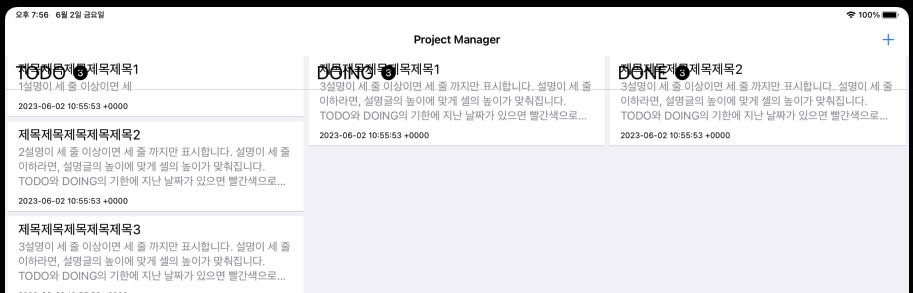 오후 7:56 6월 2일 금요일
100%
Project Manager
TODO 3
제목제목제목제목제목1
1설명이 세 줄 이상이면 세
2023-06-02 10:55:53 +0000
제목제목제목제목제목2
2설명이 세 줄 이상이면 세 줄 까지만 표시합니다. 설명이 세 줄
이하라면, 설명글의 높이에 맞게 셀의 높이가 맞춰집니다.
TODO와 DOING의 기한에 지난 날짜가 있으면 빨간색으로...
2023-06-02 10:55:53 +0000
제목제목제목제목제목3
3설명이 세 줄 이상이면 세 줄 까지만 표시합니다. 설명이 세 줄
이하라면, 설명글의 높이에 맞게 셀의 높이가 맞춰집니다.
TODO와 DOING의 기한에 지난 날짜가 있으면 빨간색으로...
DOING 3
제목제목제목제목제목1
3설명이 세 줄 이상이면 세 줄 까지만 표시합니다. 설명이 세 줄
이하라면, 설명글의 높이에 맞게 셀의 높이가 맞춰집니다.
TODO와 DOING의 기한에 지난 날짜가 있으면 빨간색으로...
2023-06-02 10:55:53 +0000
DONE 3
제목제목제목제목제목2
3설명이 세 줄 이상이면 세 줄 까지만 표시합니다. 설명이 세 줄
이하라면, 설명글의 높이에 맞게 셀의 높이가 맞춰집니다.
TODO와 DOING의 기한에 지난 날짜가 있으면 빨간색으로...
2023-06-02 10:55:53 +0000